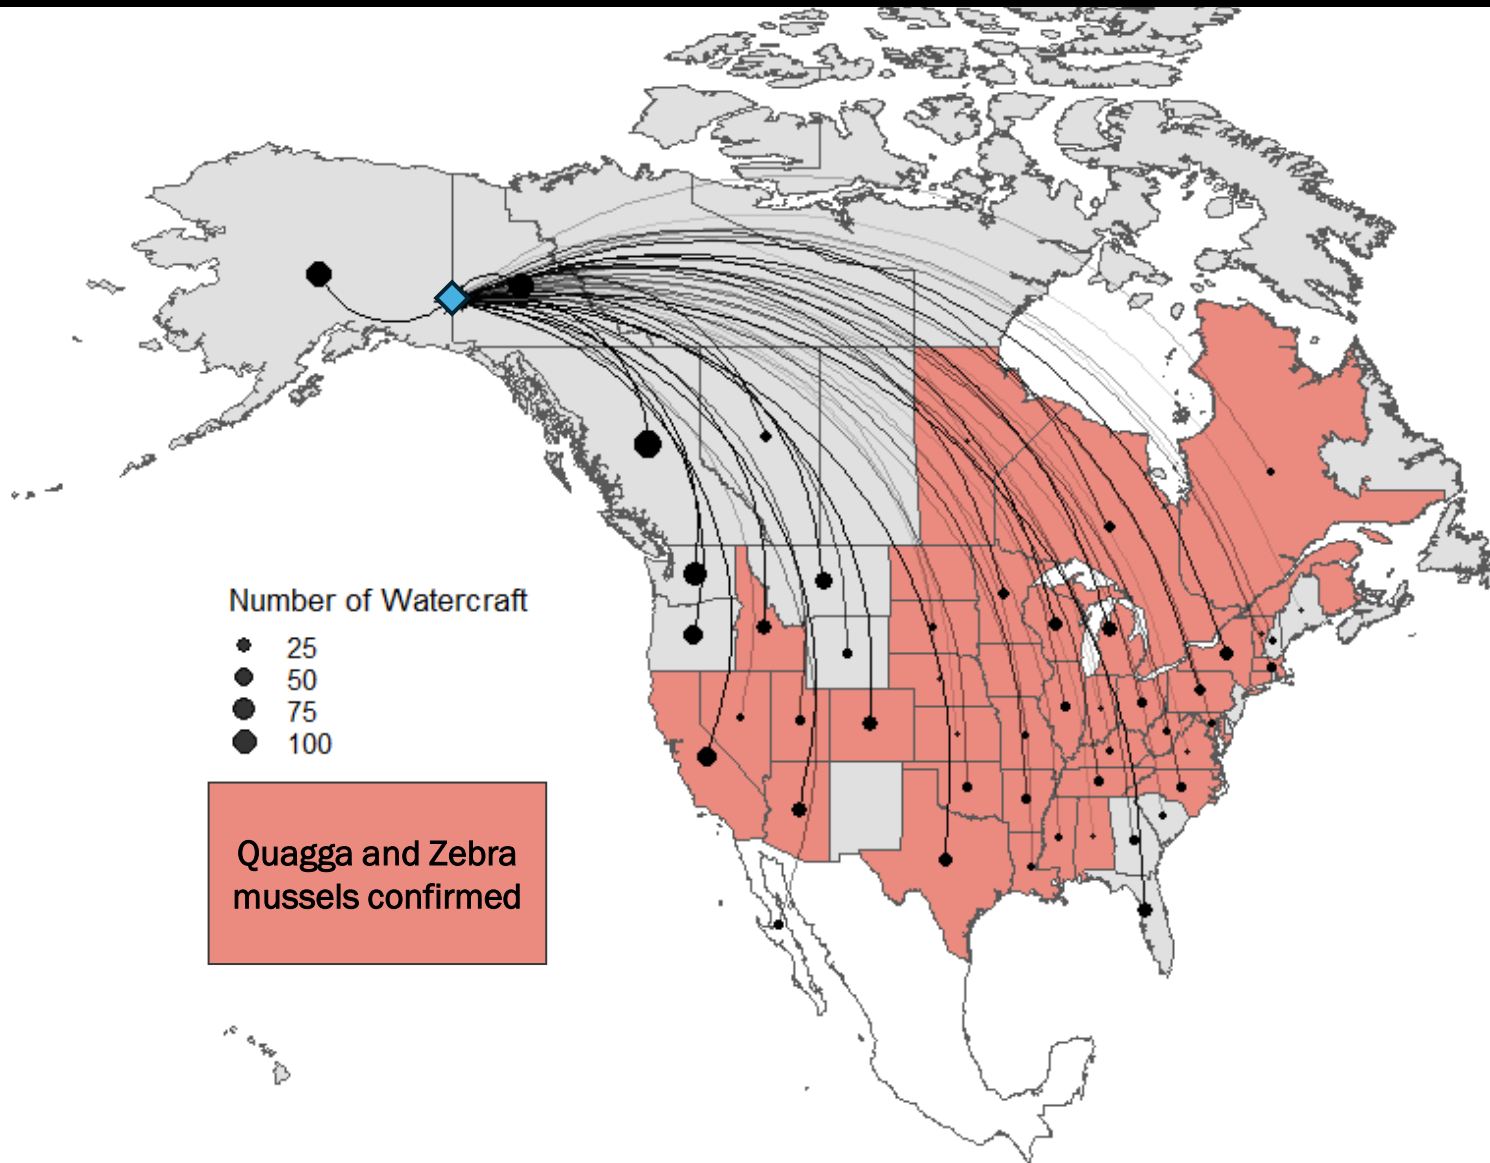 Number of Watercraft
25
50
75
100
Quagga and Zebra
mussels confirmed